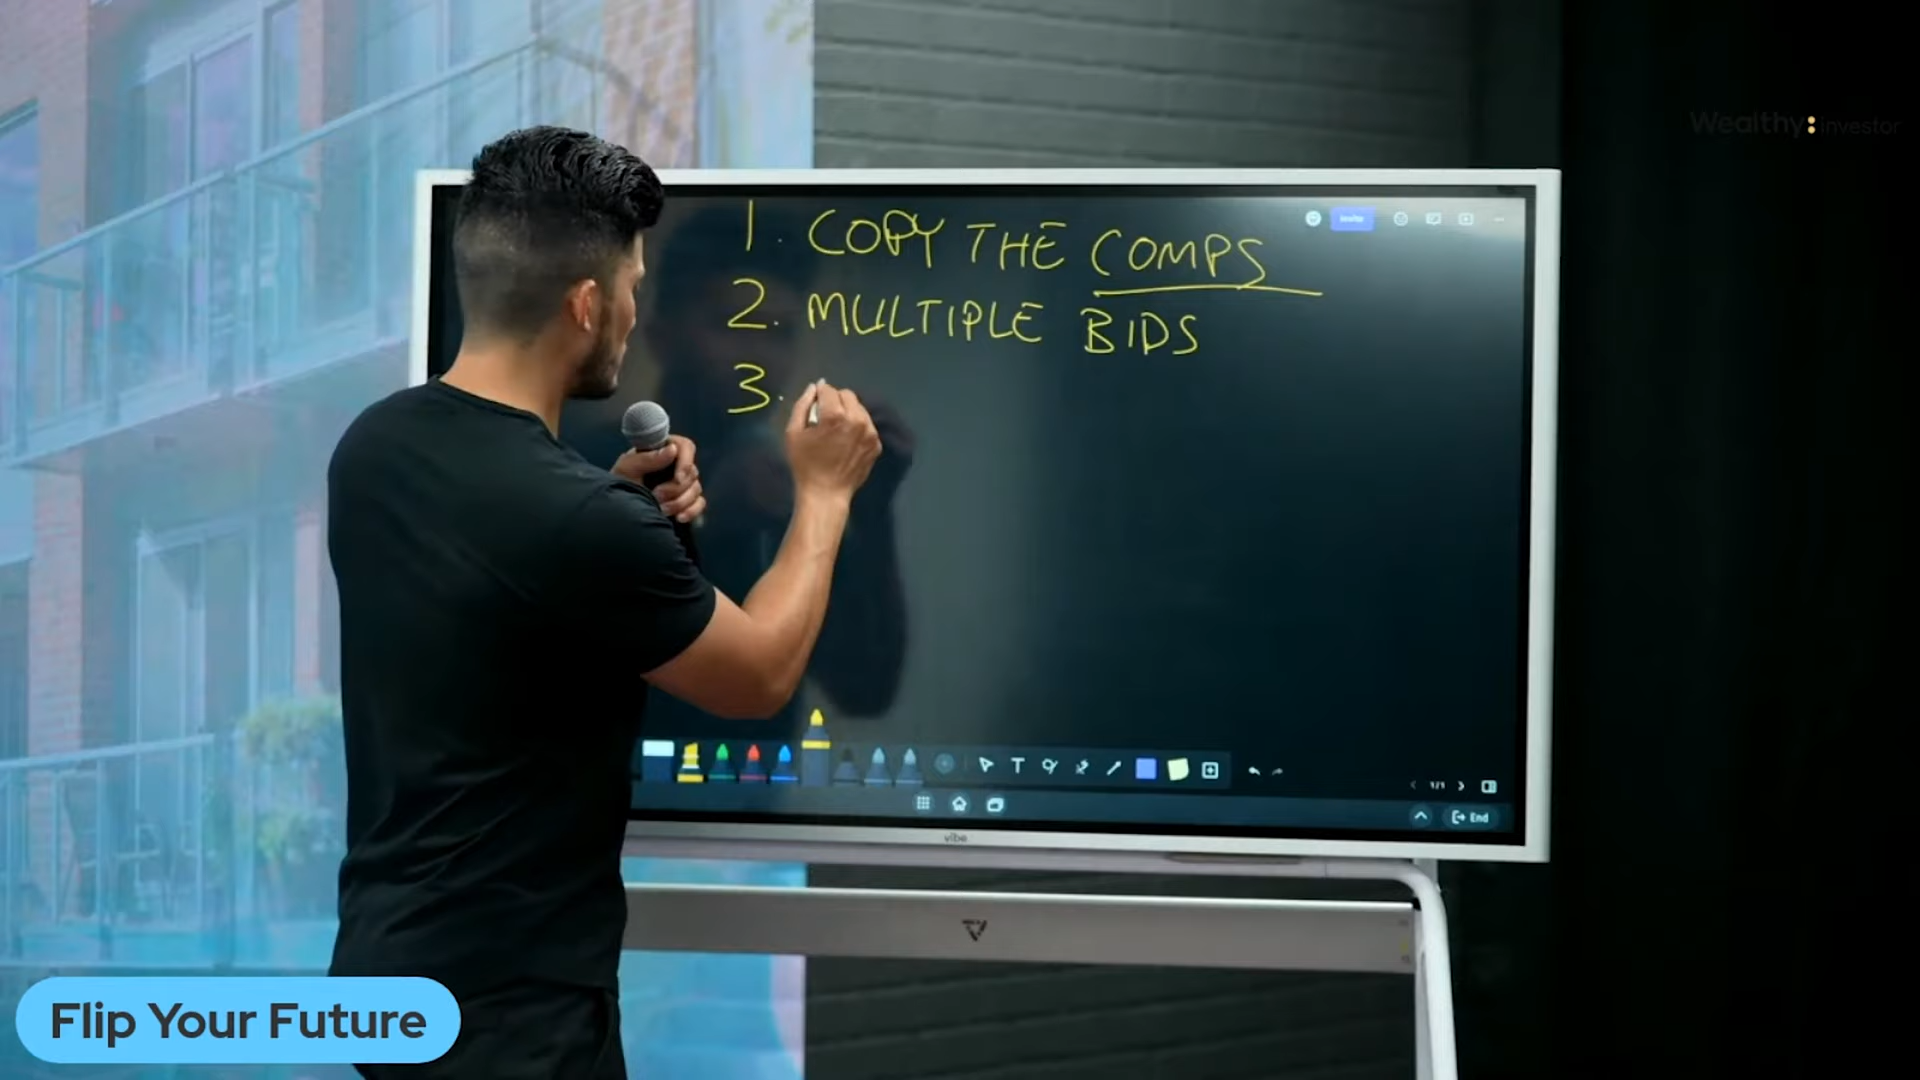 Wealthy: investor
1. COPY THE COMPS
2. MULTIPLE BIDS
3.
Invite
T
1/1
End
vibe
Flip Your Future